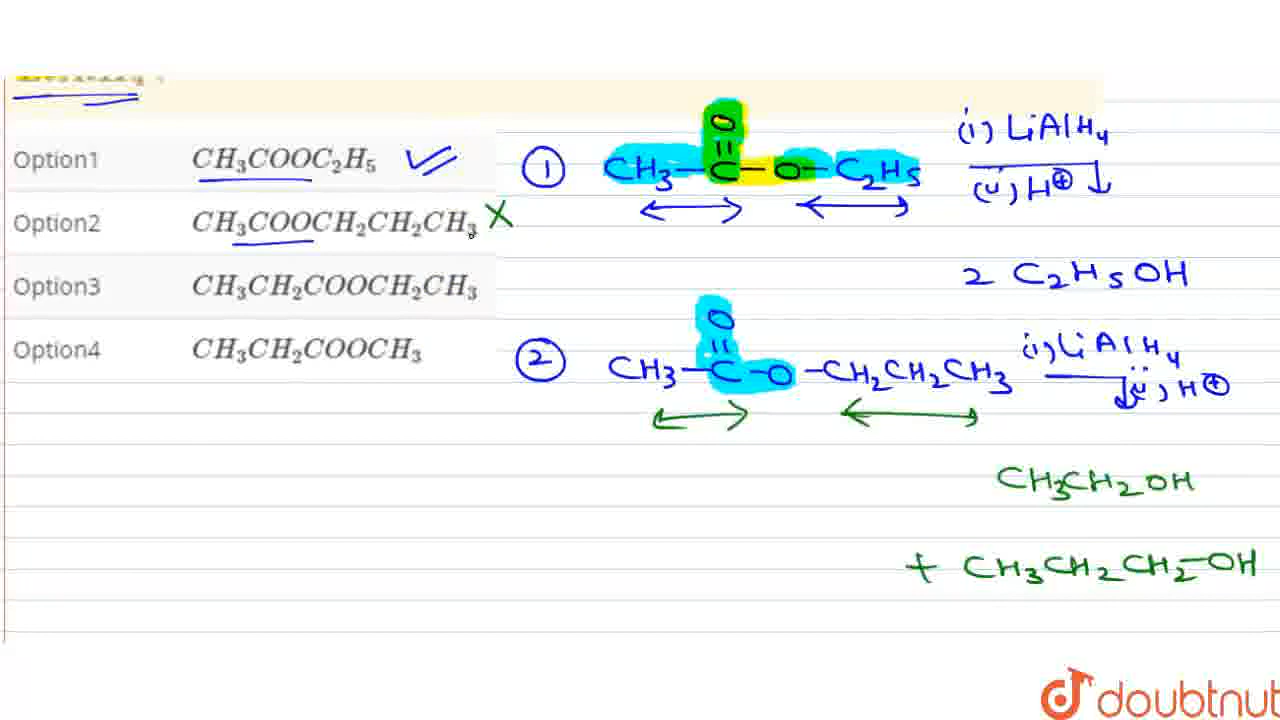 Option1 CH₃COOC₂H₅
Option2 CH₃COOCH₂CH₂CH₃ X
Option3 CH₃CH₂COOCH₂CH₃
Option4 CH₃CH₂COOCH₃
① CH₃-C-O-C₂H₅
O
(i) LiAlH₄
(ii) H⊕
2 C₂H₅OH
② CH₃-C-O-CH₂CH₂CH₃
O
(i) LiAlH₄
(ii) H⊕
CH₃CH₂OH
+ CH₃CH₂CH₂-OH
doubtnut